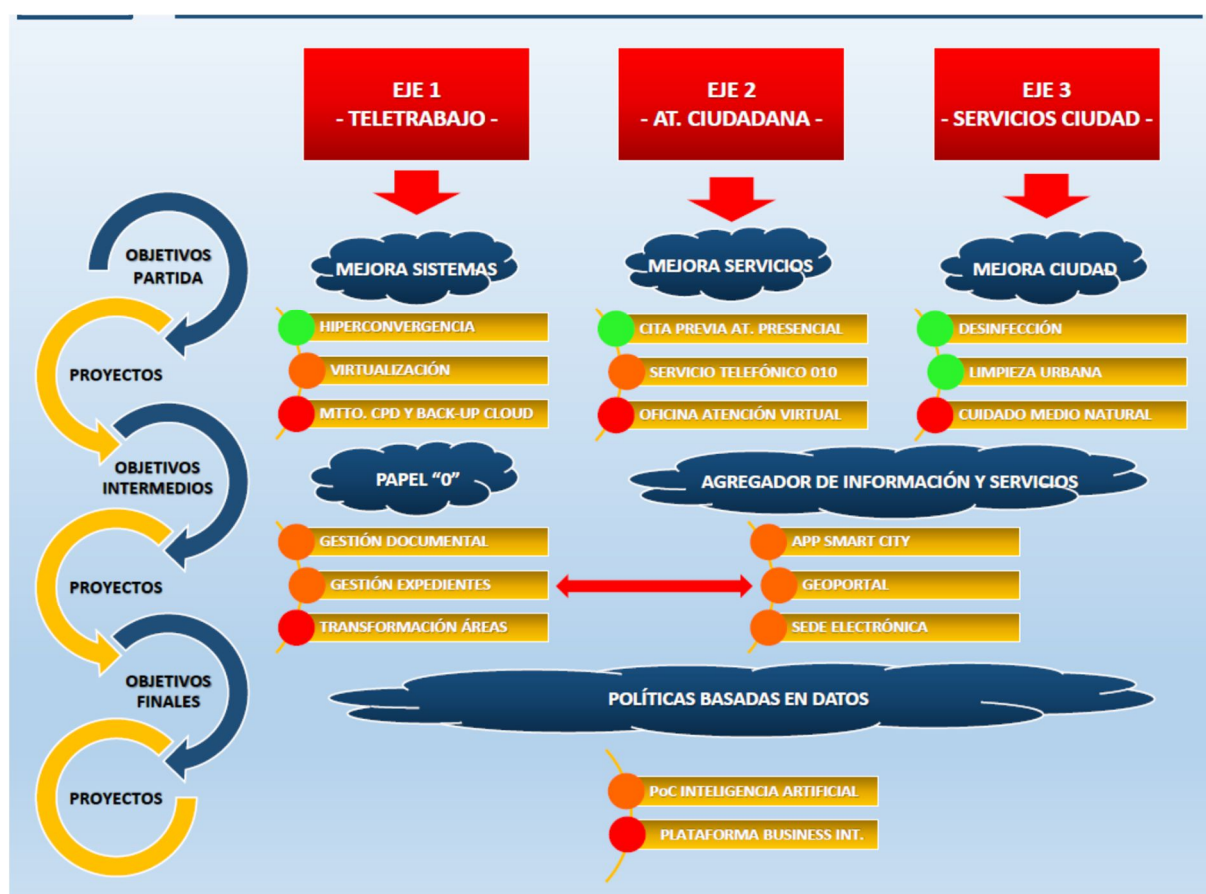 EJE 1
- TELETRABAJO -
EJE 2
- AT. CIUDADANA -
EJE 3
- SERVICIOS CIUDAD -
OBJETIVOS
PARTIDA
MEJORA SISTEMAS
MEJORA SERVICIOS
MEJORA CIUDAD
PROYECTOS
HIPERCONVERGENCIA
VIRTUALIZACIÓN
MTTO. CPD Y BACK-UP CLOUD
CITA PREVIA AT. PRESENCIAL
SERVICIO TELEFÓNICO 010
OFICINA ATENCIÓN VIRTUAL
DESINFECCIÓN
LIMPIEZA URBANA
CUIDADO MEDIO NATURAL
OBJETIVOS
INTERMEDIOS
PAPEL “0”
AGREGADOR DE INFORMACIÓN Y SERVICIOS
PROYECTOS
GESTIÓN DOCUMENTAL
GESTIÓN EXPEDIENTES
TRANSFORMACIÓN ÁREAS
APP SMART CITY
GEOPORTAL
SEDE ELECTRÓNICA
OBJETIVOS
FINALES
POLÍTICAS BASADAS EN DATOS
PROYECTOS
PoC INTELIGENCIA ARTIFICIAL
PLATAFORMA BUSINESS INT.